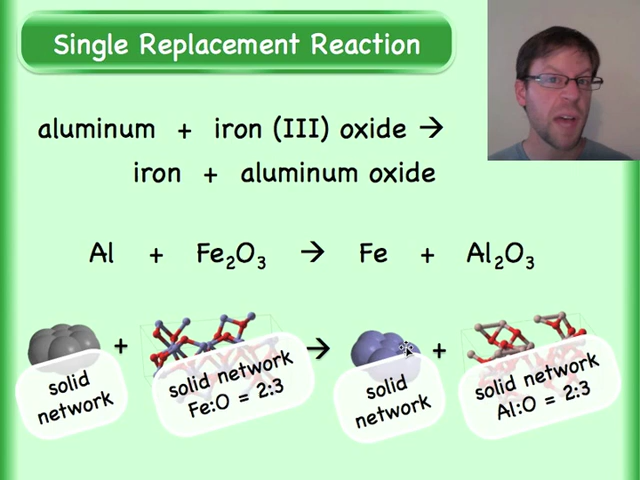 Single Replacement Reaction
aluminum + iron (III) oxide →
iron + aluminum oxide
Al + Fe₂O₃ → Fe + Al₂O₃
+ → +
solid network
solid network
Fe:O = 2:3
solid network
solid network
Al:O = 2:3